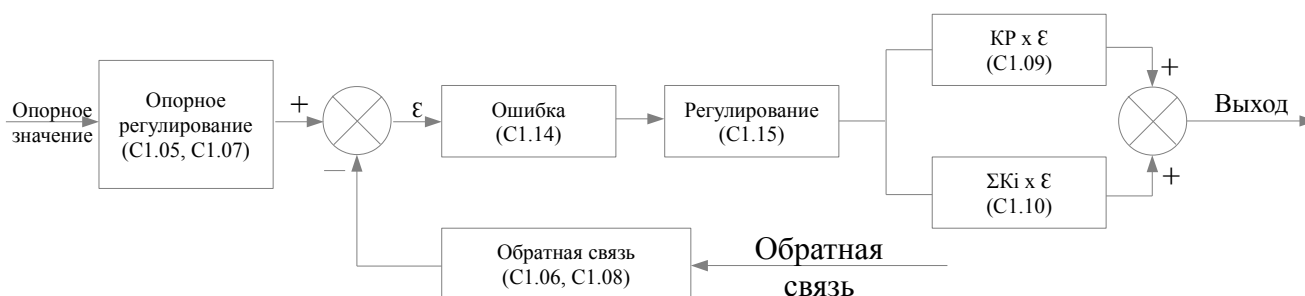 Опорное
значение
Опорное
регулирование
(C1.05, C1.07)
+
−
ε
Ошибка
(C1.14)
Регулирование
(C1.15)
KP x ε
(C1.09)
+
ΣKi x ε
(C1.10)
+
Выход
Обратная связь
(C1.06, C1.08)
Обратная
связь